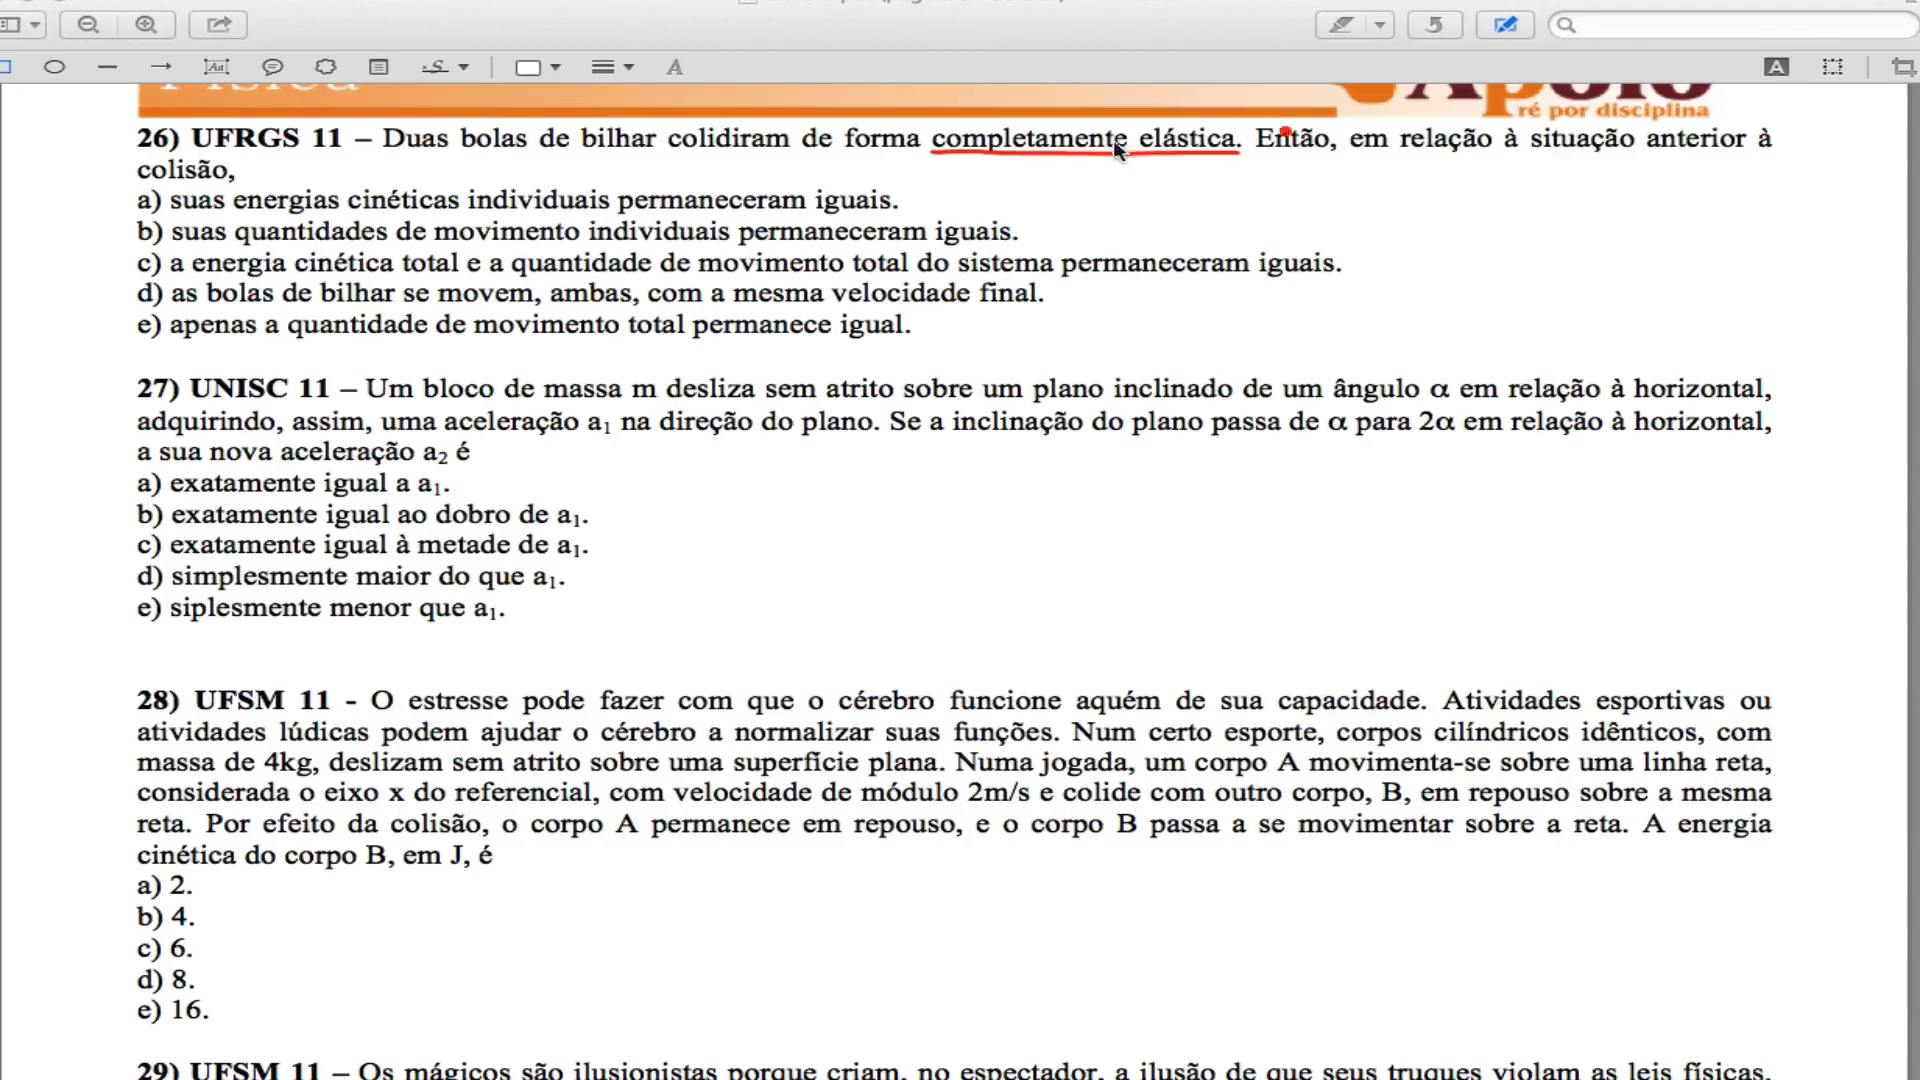 ré por disciplina
26) UFRGS 11 – Duas bolas de bilhar colidiram de forma completamente elástica. Então, em relação à situação anterior à
colisão,
a) suas energias cinéticas individuais permaneceram iguais.
b) suas quantidades de movimento individuais permaneceram iguais.
c) a energia cinética total e a quantidade de movimento total do sistema permaneceram iguais.
d) as bolas de bilhar se movem, ambas, com a mesma velocidade final.
e) apenas a quantidade de movimento total permanece igual.
27) UNISC 11 – Um bloco de massa m desliza sem atrito sobre um plano inclinado de um ângulo α em relação à horizontal,
adquirindo, assim, uma aceleração a₁ na direção do plano. Se a inclinação do plano passa de α para 2α em relação à horizontal,
a sua nova aceleração a₂ é
a) exatamente igual a a₁.
b) exatamente igual ao dobro de a₁.
c) exatamente igual à metade de a₁.
d) simplesmente maior do que a₁.
e) siplesmente menor que a₁.
28) UFSM 11 - O estresse pode fazer com que o cérebro funcione aquém de sua capacidade. Atividades esportivas ou
atividades lúdicas podem ajudar o cérebro a normalizar suas funções. Num certo esporte, corpos cilíndricos idênticos, com
massa de 4kg, deslizam sem atrito sobre uma superfície plana. Numa jogada, um corpo A movimenta-se sobre uma linha reta,
considerada o eixo x do referencial, com velocidade de módulo 2m/s e colide com outro corpo, B, em repouso sobre a mesma
reta. Por efeito da colisão, o corpo A permanece em repouso, e o corpo B passa a se movimentar sobre a reta. A energia
cinética do corpo B, em J, é
a) 2.
b) 4.
c) 6.
d) 8.
e) 16.
29) UFSM 11 – Os mágicos são ilusionistas porque criam, no espectador, a ilusão de que seus truques violam as leis físicas.